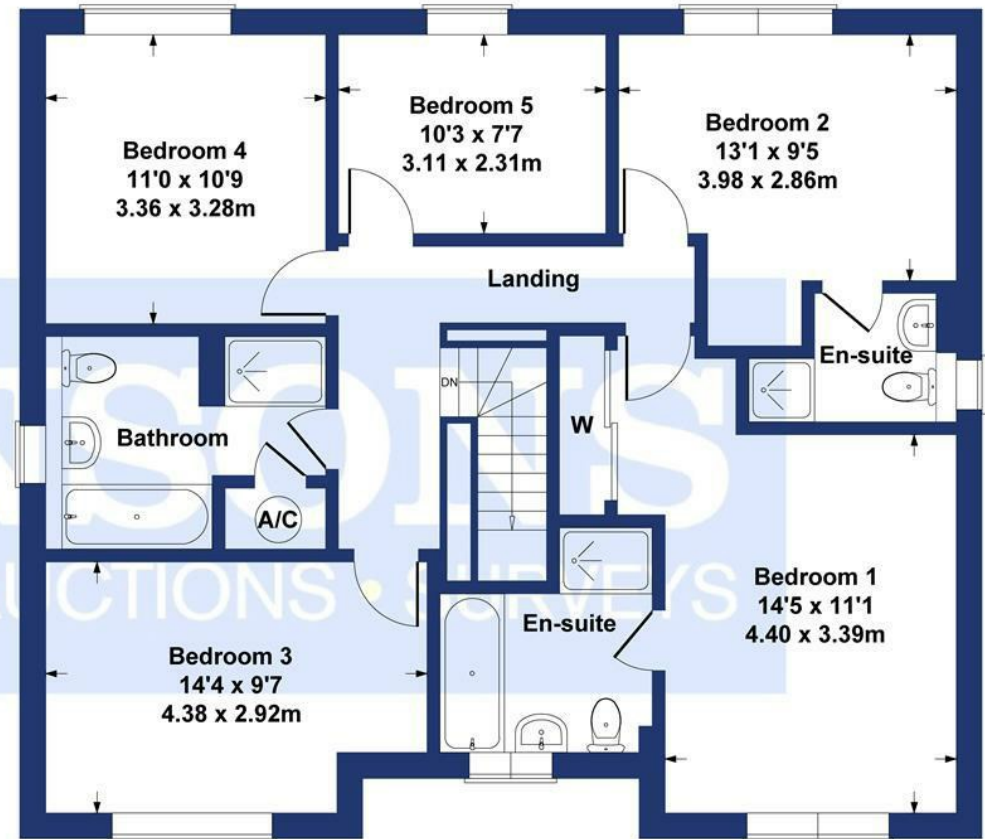 Bedroom 4
11'0 x 10'9
3.36 x 3.28m
Bedroom 5
10'3 x 7'7
3.11 x 2.31m
Bedroom 2
13'1 x 9'5
3.98 x 2.86m
Landing
En-suite
DN
W
Bathroom
A/C
SONS
UCTIONS • SURVEYS
En-suite
Bedroom 1
14'5 x 11'1
4.40 x 3.39m
Bedroom 3
14'4 x 9'7
4.38 x 2.92m